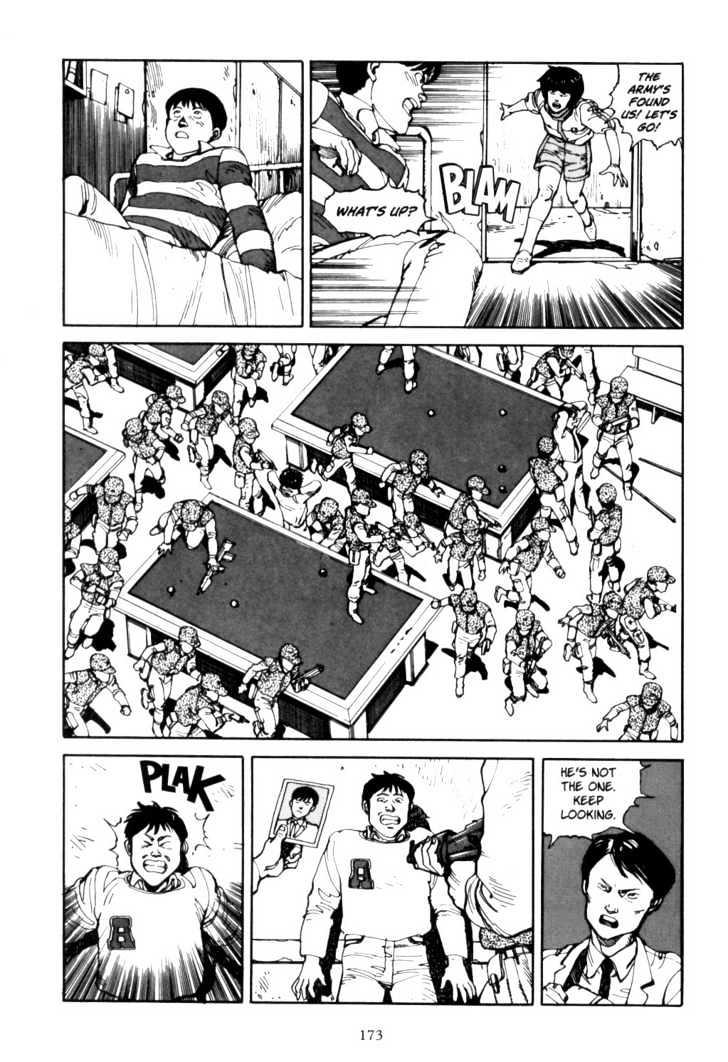 THE
ARMY'S
FOUND
US! LET'S
GO!
WHAT'S UP?
BLAM
PLAK
A
A
HE'S NOT
THE ONE.
KEEP
LOOKING.
173